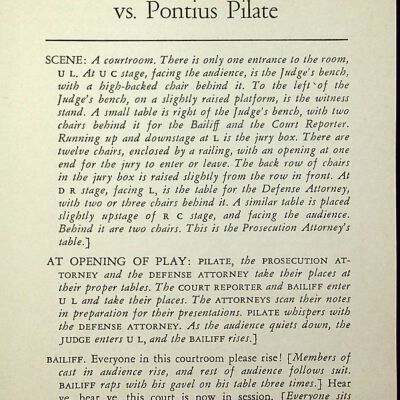 vs. Pontius Pilate
SCENE: A courtroom. There is only one entrance to the room,
U L. At U C stage, facing the audience, is the Judge's bench,
with a high-backed chair behind it. To the left of the
Judge's bench, on a slightly raised platform, is the witness
stand. A small table is right of the Judge's bench, with two
chairs behind it for the Bailiff and the Court Reporter.
Running up and downstage at L is the jury box. There are
twelve chairs, enclosed by a railing, with an opening at one
end for the jury to enter or leave. The back row of chairs
in the jury box is raised slightly from the row in front. At
D R stage, facing L, is the table for the Defense Attorney,
with two or three chairs behind it. A similar table is placed
slightly upstage of R C stage, and facing the audience.
Behind it are two chairs. This is the Prosecution Attorney's
table.]
AT OPENING OF PLAY: PILATE, the PROSECUTION AT-
TORNEY and the DEFENSE ATTORNEY take their places at
their proper tables. The COURT REPORTER and BAILIFF enter
U L and take their places. The ATTORNEYS scan their notes
in preparation for their presentations. PILATE whispers with
the DEFENSE ATTORNEY. As the audience quiets down, the
JUDGE enters U L, and the BAILIFF rises.]
BAILIFF. Everyone in this courtroom please rise! [Members of
cast in audience rise, and rest of audience follows suit.
BAILIFF raps with his gavel on his table three times.] Hear
ye, hear ye, this court is now in session. [Everyone sits